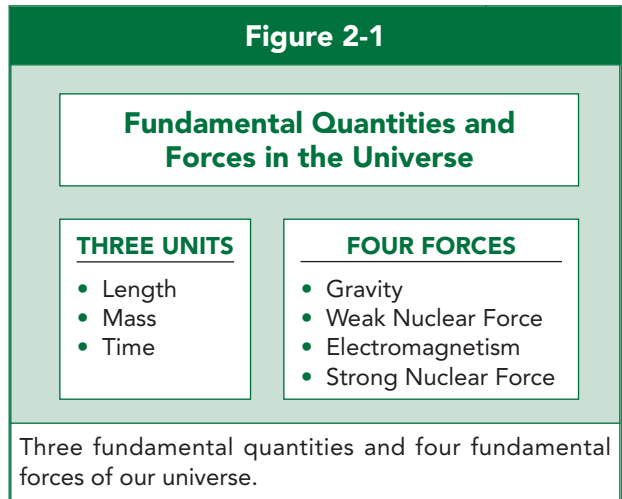 Figure 2-1
Fundamental Quantities and
Forces in the Universe
THREE UNITS
• Length
• Mass
• Time
FOUR FORCES
• Gravity
• Weak Nuclear Force
• Electromagnetism
• Strong Nuclear Force
Three fundamental quantities and four fundamental
forces of our universe.